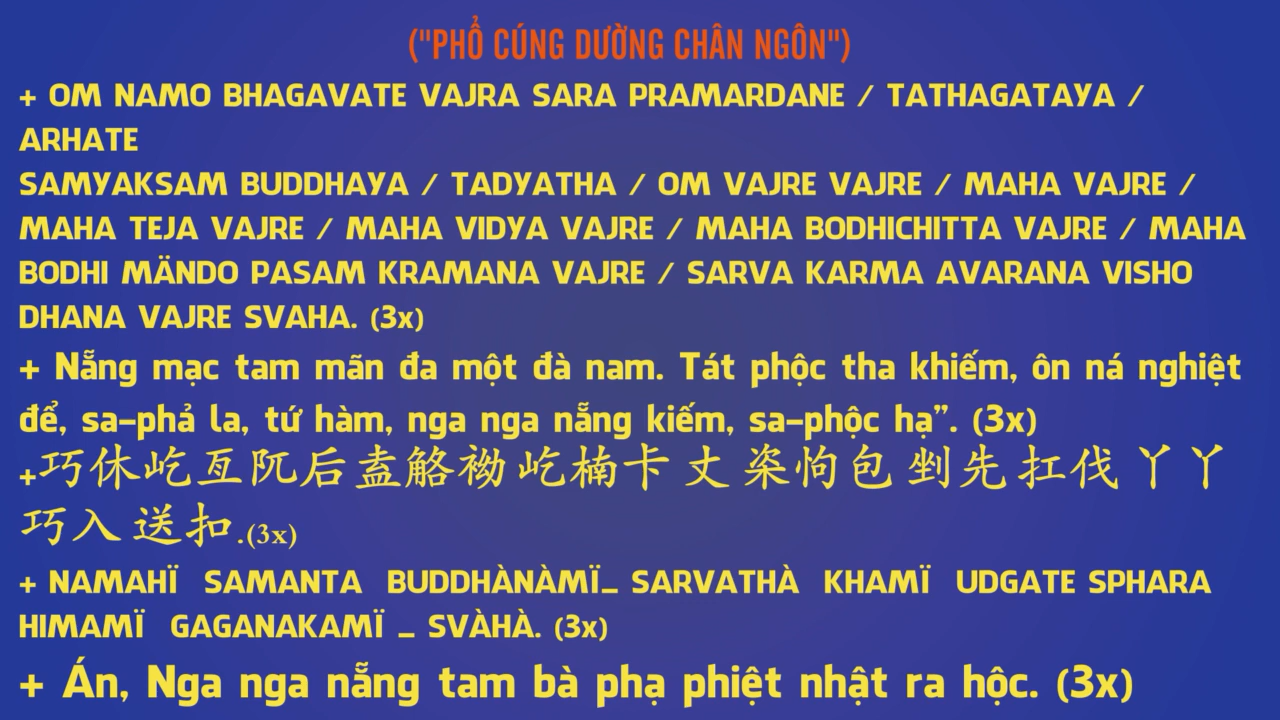 ("PHỔ CÚNG DƯỜNG CHÂN NGÔN")
+ OM NAMO BHAGAVATE VAJRA SARA PRAMARDANE / TATHAGATAYA /
ARHATE
SAMYAKSAM BUDDHAYA / TADYATHA / OM VAJRE VAJRE / MAHA VAJRE /
MAHA TEJA VAJRE / MAHA VIDYA VAJRE / MAHA BODHICHITTA VAJRE / MAHA
BODHI MÄNDO PASAM KRAMANA VAJRE / SARVA KARMA AVARANA VISHO
DHANA VAJRE SVAHA. (3x)
+ Nẵng mạc tam mãn đa một đà nam. Tát phộc tha khiếm, ôn ná nghiệt
để, sa-phả la, tứ hàm, nga nga nẵng kiếm, sa-phộc hạ”. (3x)
+巧休屹亙阢后盍觡袎屹楠卡丈 栥怐包 剉先扛伐丫丫
巧入送扣.(3x)
+ NAMAHÏ SAMANTA BUDDHÀNÀMÏ_ SARVATHÀ KHAMÏ UDGATE SPHARA
HIMAMÏ GAGANAKAMÏ _ SVÀHÀ. (3x)
+ Án, Nga nga nẵng tam bà phạ phiệt nhật ra hộc. (3x)